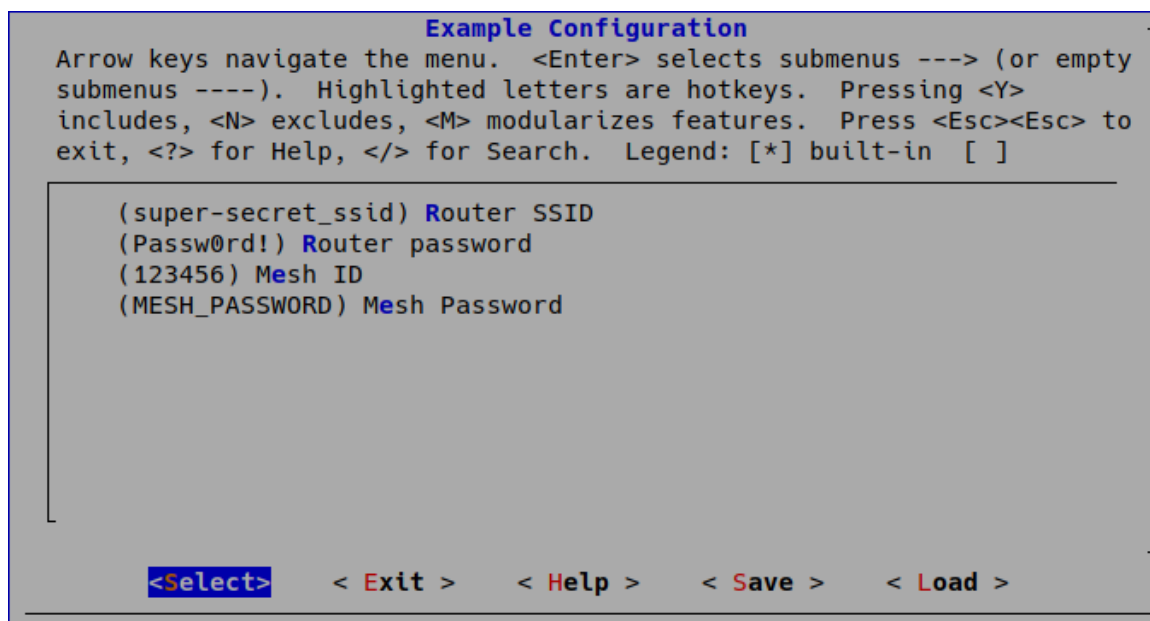 Example Configuration
Arrow keys navigate the menu.  <Enter> selects submenus ---> (or empty
submenus ----).  Highlighted letters are hotkeys.  Pressing <Y>
includes, <N> excludes, <M> modularizes features.  Press <Esc><Esc> to
exit, <?> for Help, </> for Search.  Legend: [*] built-in  [ ]
(super-secret_ssid) Router SSID
(Passw0rd!) Router password
(123456) Mesh ID
(MESH_PASSWORD) Mesh Password
<Select>    < Exit >    < Help >    < Save >    < Load >